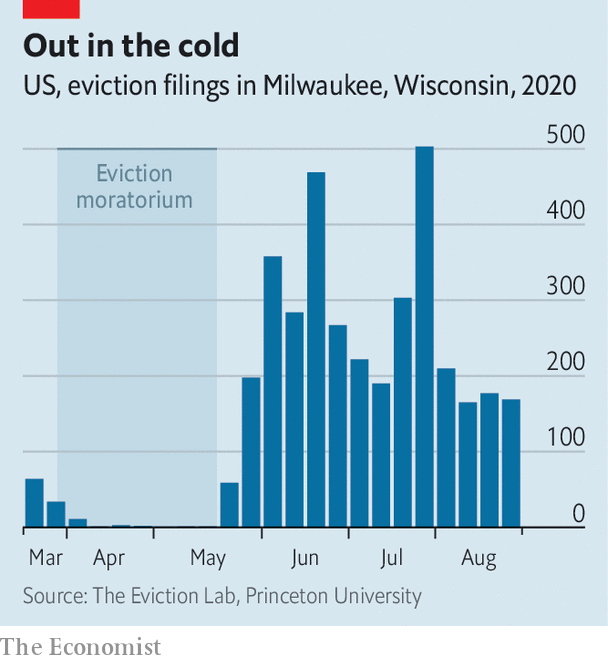 Out in the cold
US, eviction filings in Milwaukee, Wisconsin, 2020
500
Eviction
moratorium
400
300
200
100
0
Mar Apr May Jun Jul Aug
Source: The Eviction Lab, Princeton University
The Economist